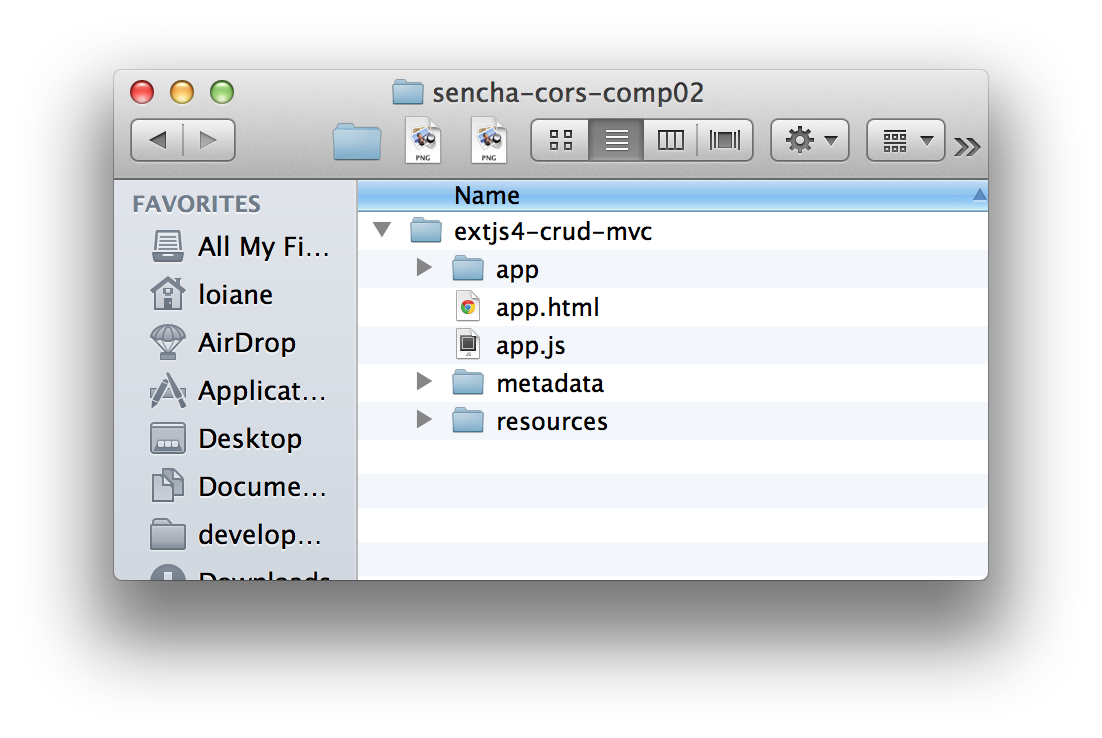 sencha-cors-comp02
PNG
PNG
FAVORITES
All My Fi...
loiane
AirDrop
Applicat...
Desktop
Docume...
develop...
Downloads
Name
extjs4-crud-mvc
app
app.html
app.js
JS
metadata
resources